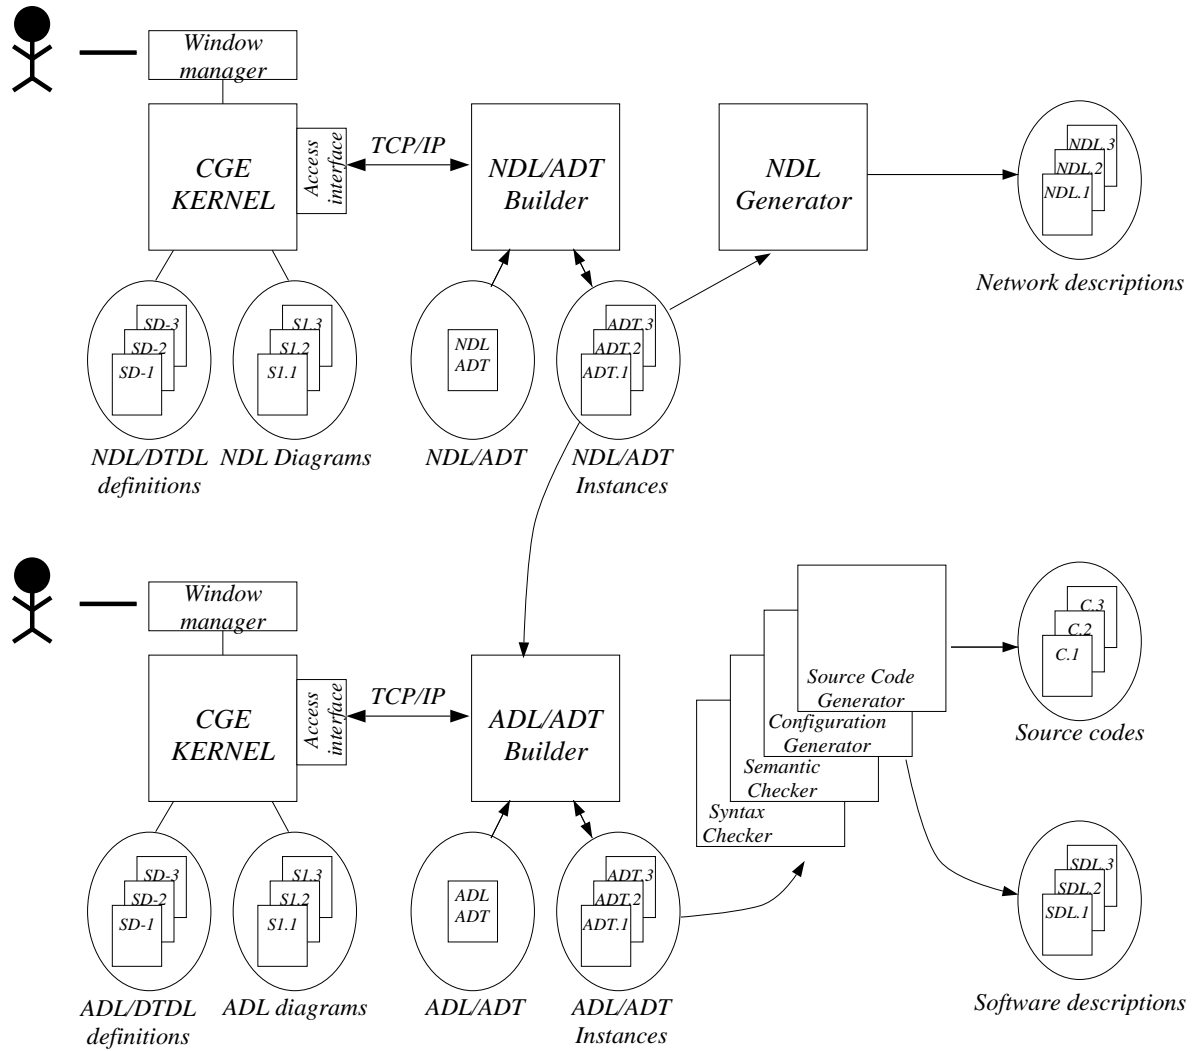 Window
manager
CGE
KERNEL
Access
interface
TCP/IP
NDL/ADT
Builder
NDL
Generator
NDL.3
NDL.2
NDL.1
Network descriptions
SD-3
SD-2
SD-1
S1.3
S1.2
S1.1
NDL
ADT
ADT.3
ADT.2
ADT.1
NDL/DTDL
definitions
NDL Diagrams
NDL/ADT
NDL/ADT
Instances
Window
manager
CGE
KERNEL
Access
interface
TCP/IP
ADL/ADT
Builder
Source Code
Generator
Configuration
Generator
Semantic
Checker
Syntax
Checker
C.3
C.2
C.1
Source codes
SD-3
SD-2
SD-1
S1.3
S1.2
S1.1
ADL
ADT
ADT.3
ADT.2
ADT.1
SDL.3
SDL.2
SDL.1
Software descriptions
ADL/DTDL
definitions
ADL diagrams
ADL/ADT
ADL/ADT
Instances